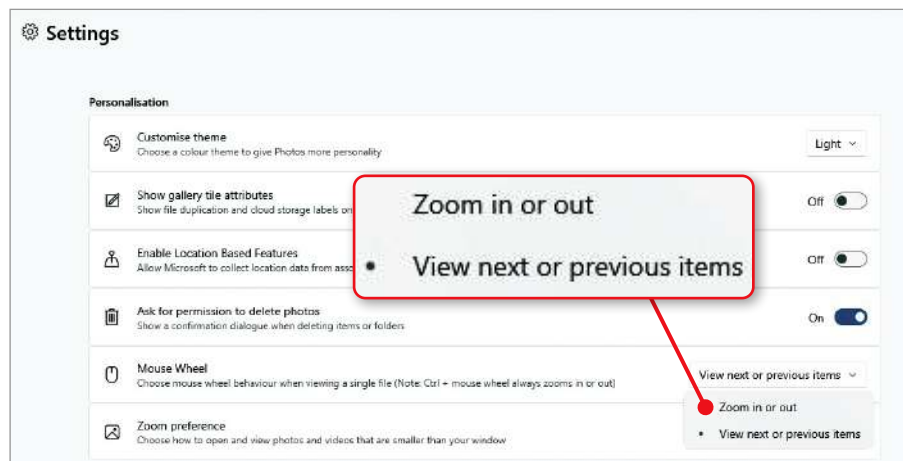 Settings
Personalisation
Customise theme
Choose a colour theme to give Photos more personality
Light
Show gallery tile attributes
Show file duplication and cloud storage labels on
Off
Enable Location Based Features
Allow Microsoft to collect location data from asso
Off
Zoom in or out
• View next or previous items
Ask for permission to delete photos
Show a confirmation dialogue when deleting items or folders
On
Mouse Wheel
Choose mouse wheel behaviour when viewing a single file (Note: Ctrl + mouse wheel always zooms in or out)
View next or previous items
Zoom in or out
• View next or previous items
Zoom preference
Choose how to open and view photos and videos that are smaller than your window